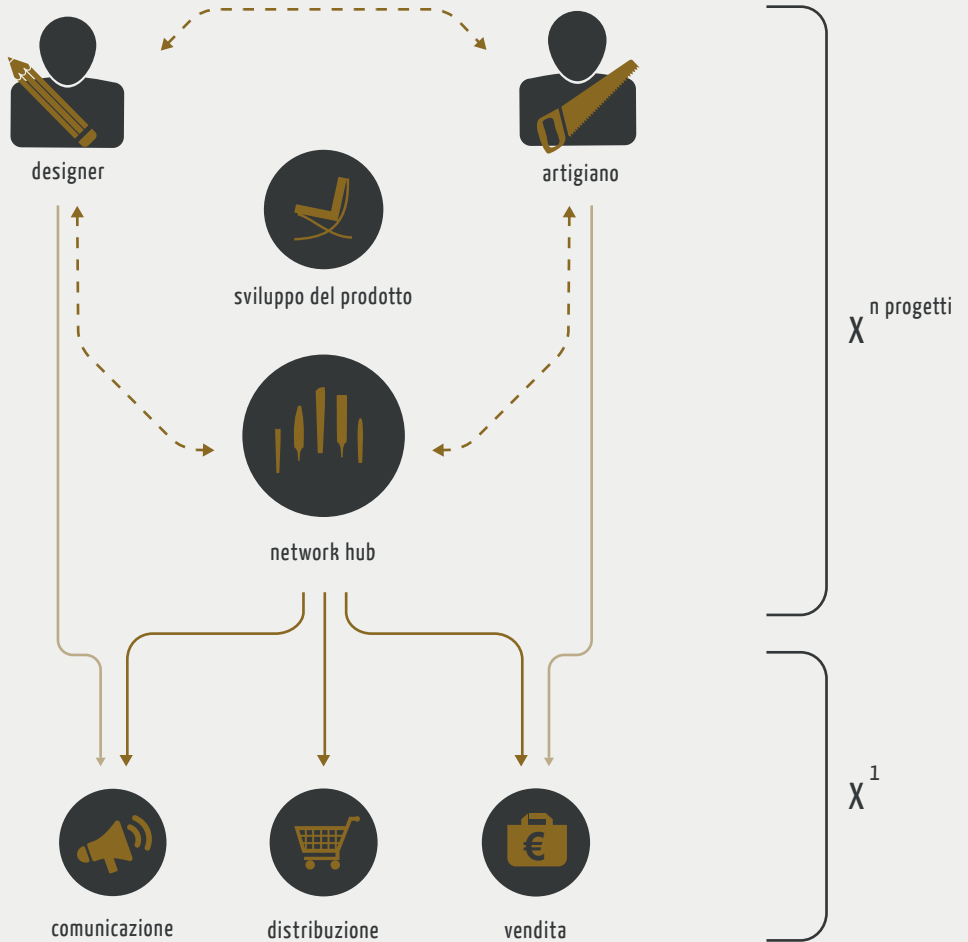 designer
artigiano
sviluppo del prodotto
x n progetti
network hub
x 1
€
comunicazione
distribuzione
vendita